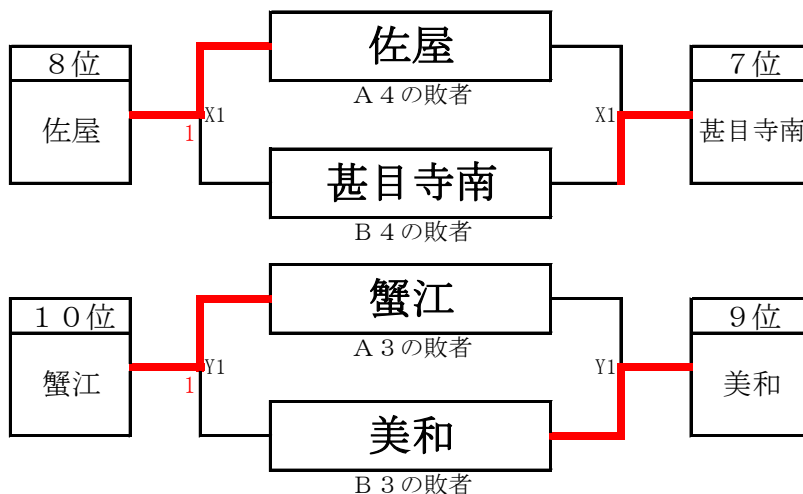 佐屋
８位
７位
Ａ４の敗者
X1
X1
佐屋
1
甚目寺南
甚目寺南
Ｂ４の敗者
蟹江
１０位
９位
Ａ３の敗者
Y1
Y1
蟹江
1
美和
美和
Ｂ３の敗者